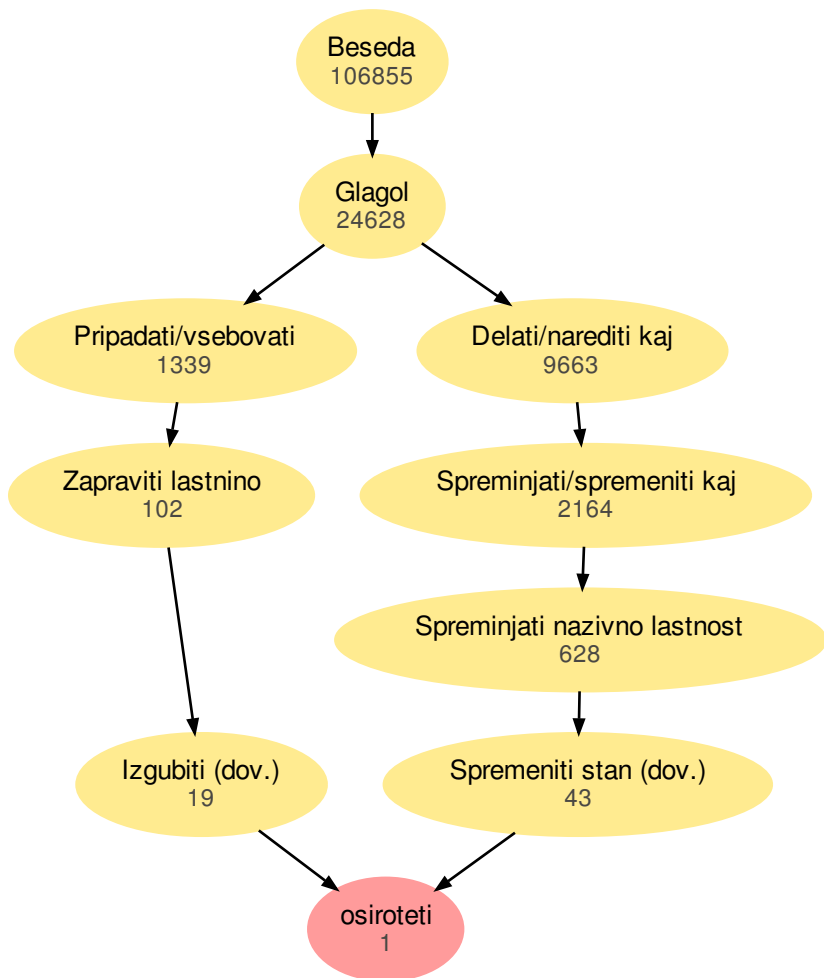 Beseda
106855
Glagol
24628
Pripadati/vsebovati
1339
Delati/narediti kaj
9663
Zapraviti lastnino
102
Spreminjati/spremeniti kaj
2164
Spreminjati nazivno lastnost
628
Izgubiti (dov.)
19
Spremeniti stan (dov.)
43
osiroteti
1